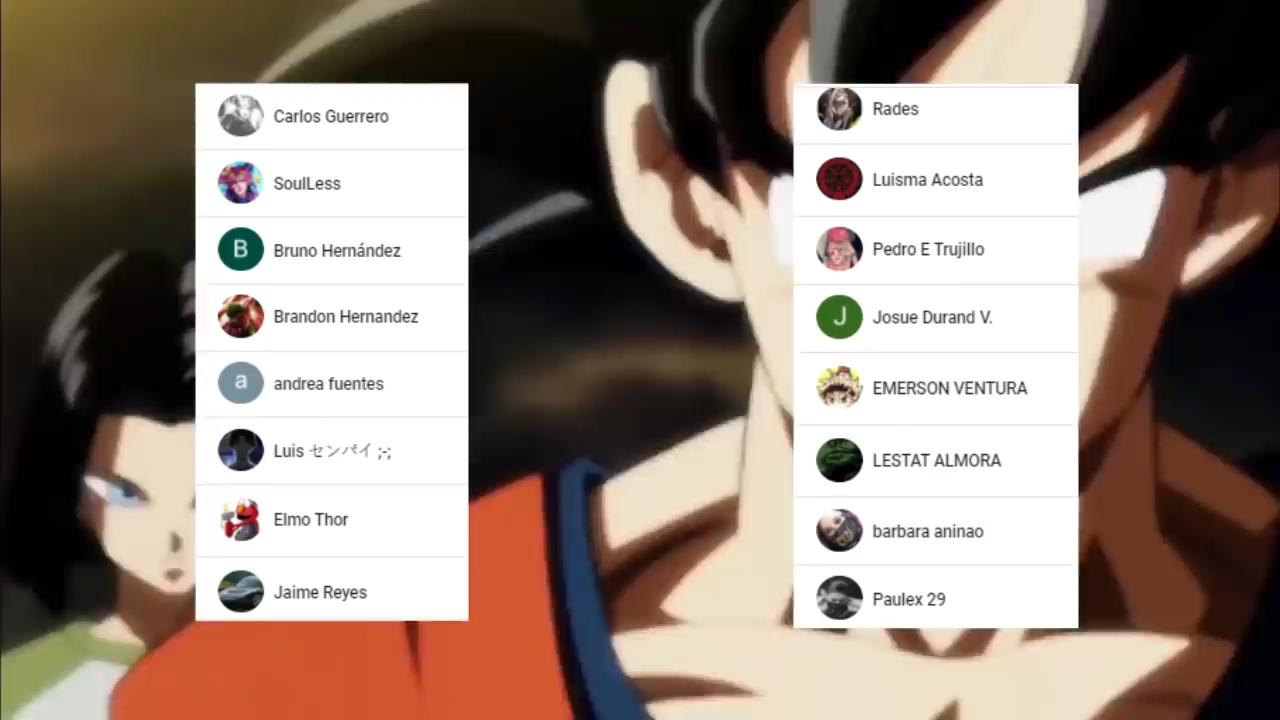 Carlos Guerrero
SoulLess
B
Bruno Hernández
Brandon Hernandez
a
andrea fuentes
Luis センパイ ;-;
Elmo Thor
Jaime Reyes
Rades
Luisma Acosta
Pedro E Trujillo
J
Josue Durand V.
EMERSON VENTURA
LESTAT ALMORA
barbara aninao
Paulex 29